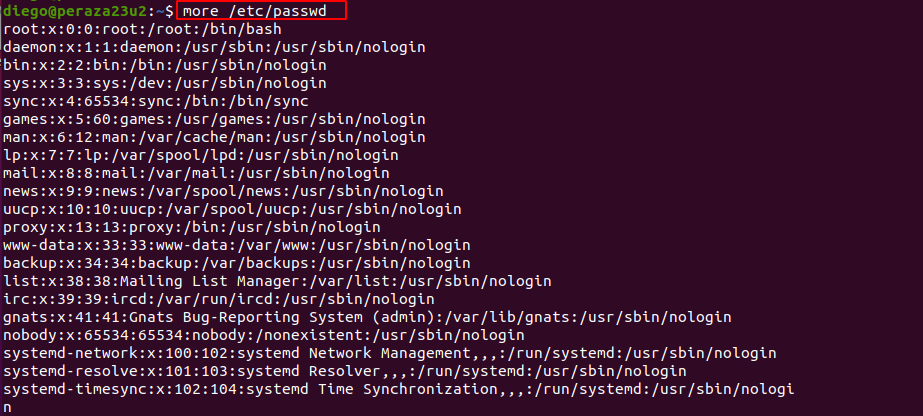 diego@peraza23u2:~$ more /etc/passwd
root:x:0:0:root:/root:/bin/bash
daemon:x:1:1:daemon:/usr/sbin:/usr/sbin/nologin
bin:x:2:2:bin:/bin:/usr/sbin/nologin
sys:x:3:3:sys:/dev:/usr/sbin/nologin
sync:x:4:65534:sync:/bin:/bin/sync
games:x:5:60:games:/usr/games:/usr/sbin/nologin
man:x:6:12:man:/var/cache/man:/usr/sbin/nologin
lp:x:7:7:lp:/var/spool/lpd:/usr/sbin/nologin
mail:x:8:8:mail:/var/mail:/usr/sbin/nologin
news:x:9:9:news:/var/spool/news:/usr/sbin/nologin
uucp:x:10:10:uucp:/var/spool/uucp:/usr/sbin/nologin
proxy:x:13:13:proxy:/bin:/usr/sbin/nologin
www-data:x:33:33:www-data:/var/www:/usr/sbin/nologin
backup:x:34:34:backup:/var/backups:/usr/sbin/nologin
list:x:38:38:Mailing List Manager:/var/list:/usr/sbin/nologin
irc:x:39:39:ircd:/var/run/ircd:/usr/sbin/nologin
gnats:x:41:41:Gnats Bug-Reporting System (admin):/var/lib/gnats:/usr/sbin/nologin
nobody:x:65534:65534:nobody:/nonexistent:/usr/sbin/nologin
systemd-network:x:100:102:systemd Network Management,,,:/run/systemd:/usr/sbin/nologin
systemd-resolve:x:101:103:systemd Resolver,,,:/run/systemd:/usr/sbin/nologin
systemd-timesync:x:102:104:systemd Time Synchronization,,,:/run/systemd:/usr/sbin/nologi
n